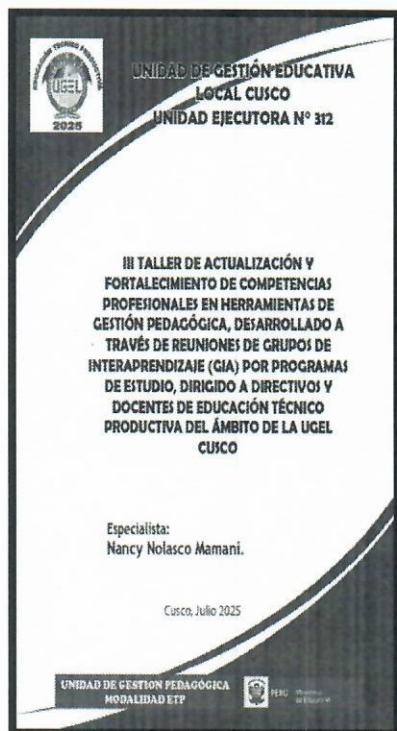 EDUCACIÓN TÉCNICO PRODUCTIVA
UGEL
2025
UNIDAD DE GESTIÓN EDUCATIVA
LOCAL CUSCO
UNIDAD EJECUTORA N° 312
III TALLER DE ACTUALIZACIÓN Y
FORTALECIMIENTO DE COMPETENCIAS
PROFESIONALES EN HERRAMIENTAS DE
GESTIÓN PEDAGÓGICA, DESARROLLADO A
TRAVÉS DE REUNIONES DE GRUPOS DE
INTERAPRENDIZAJE (GIA) POR PROGRAMAS
DE ESTUDIO, DIRIGIDO A DIRECTIVOS Y
DOCENTES DE EDUCACIÓN TÉCNICO
PRODUCTIVA DEL ÁMBITO DE LA UGEL
CUSCO
Especialista:
Nancy Nolasco Mamani.
Cusco, Julio 2025
UNIDAD DE GESTION PEDAGÓGICA
MODALIDAD ETP
PERÚ